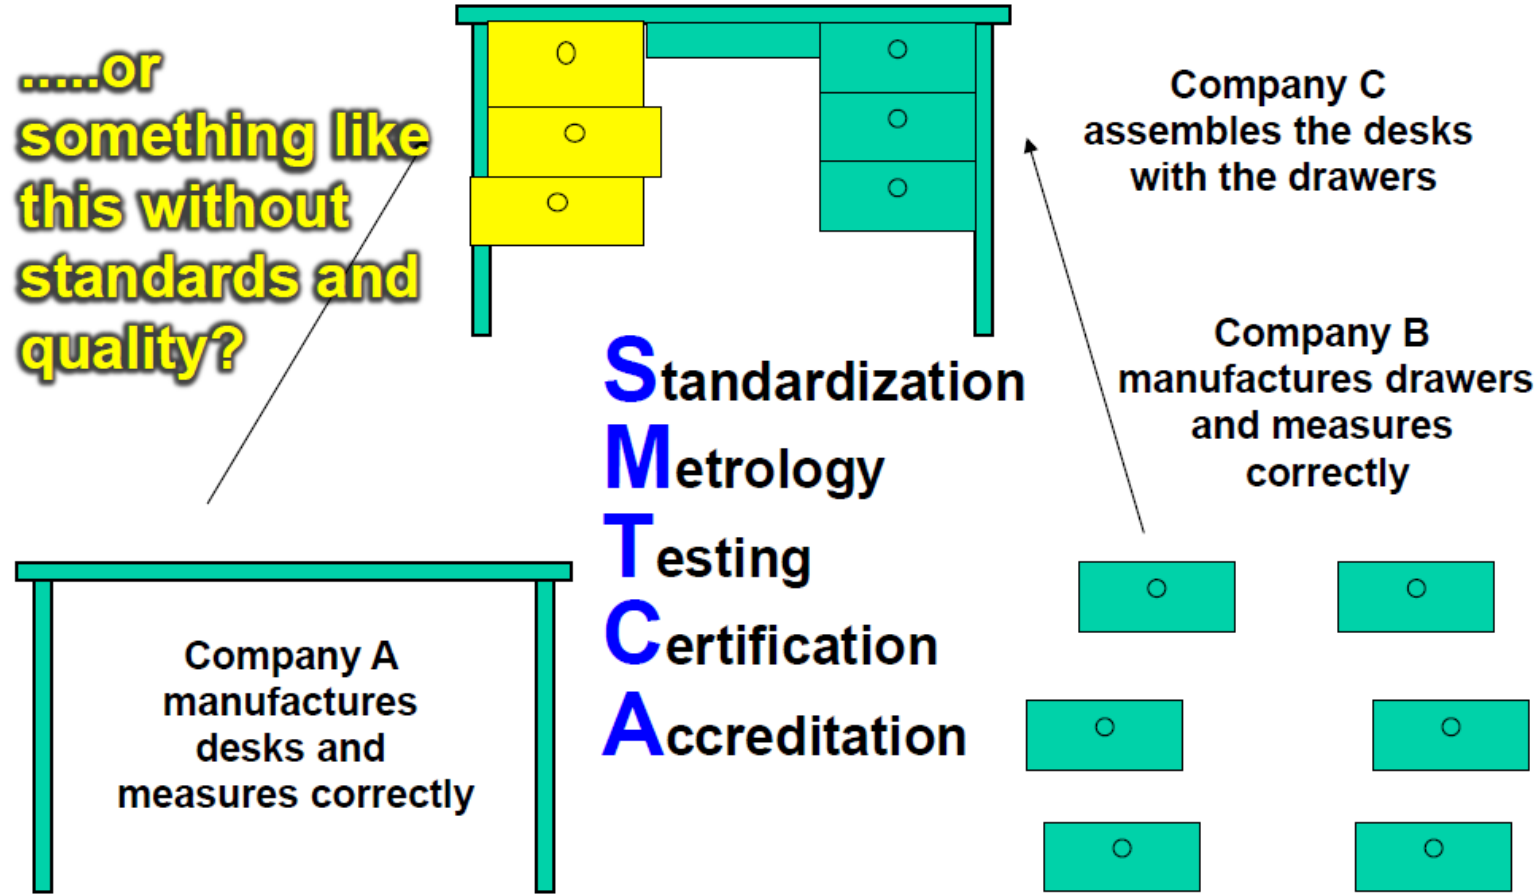 .....or
something like
this without
standards and
quality?
Company C
assembles the desks
with the drawers
Company B
manufactures drawers
and measures
correctly
Standardization
Metrology
Testing
Certification
Accreditation
Company A
manufactures
desks and
measures correctly